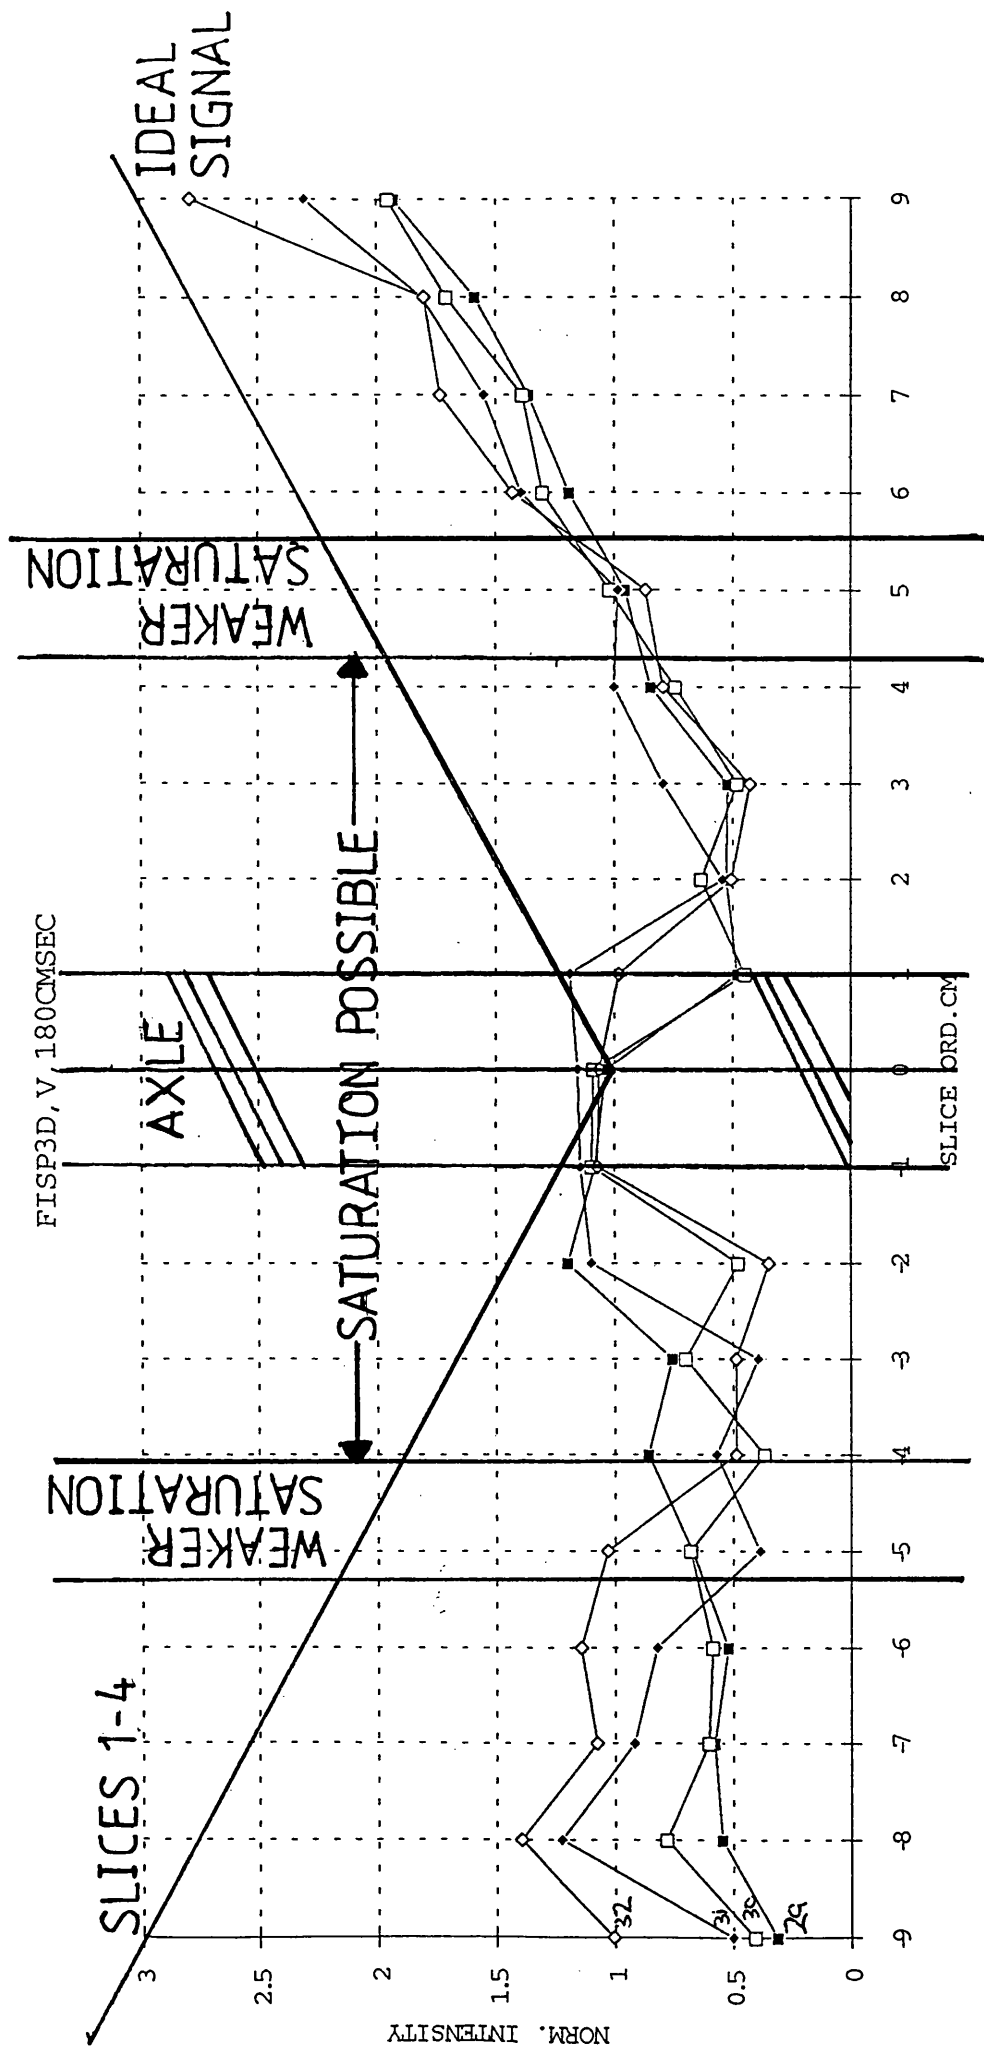 FISP3D, V, 180CMSEC
SLICES 1-4
IDEAL
SIGNAL
AXLE
WEAKER
SATURATION
SATURATION POSSIBLE
WEAKER
SATURATION
NORM. INTENSITY
3
2.5
2
1.5
1
0.5
0
32
31
30
29
-9 -8 -7 -6 -5 -4 -3 -2 -1 0 1 2 3 4 5 6 7 8 9
SLICE ORD.CM